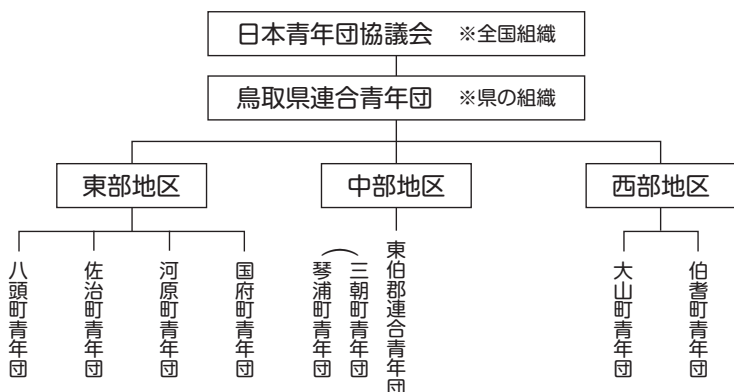 日本青年団協議会 ※全国組織
鳥取県連合青年団 ※県の組織
東部地区
中部地区
西部地区
八頭町青年団
佐治町青年団
河原町青年団
国府町青年団
東伯郡連合青年団
三朝町青年団
琴浦町青年団
大山町青年団
伯耆町青年団